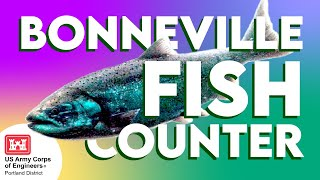 BONNEVILLE
FISH
COUNTER
US Army Corps
of Engineers®
Portland District